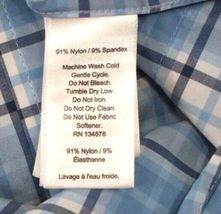 91% Nylon / 9% Spandex
Machine Wash Cold
Gentle Cycle.
Do Not Bleach.
Tumble Dry Low.
Do Not Iron.
Do Not Dry Clean.
Do Not Use Fabric
Softener.
RN 134578
91% Nylon / 9%
Élasthanne
Lavage à l'eau froide,